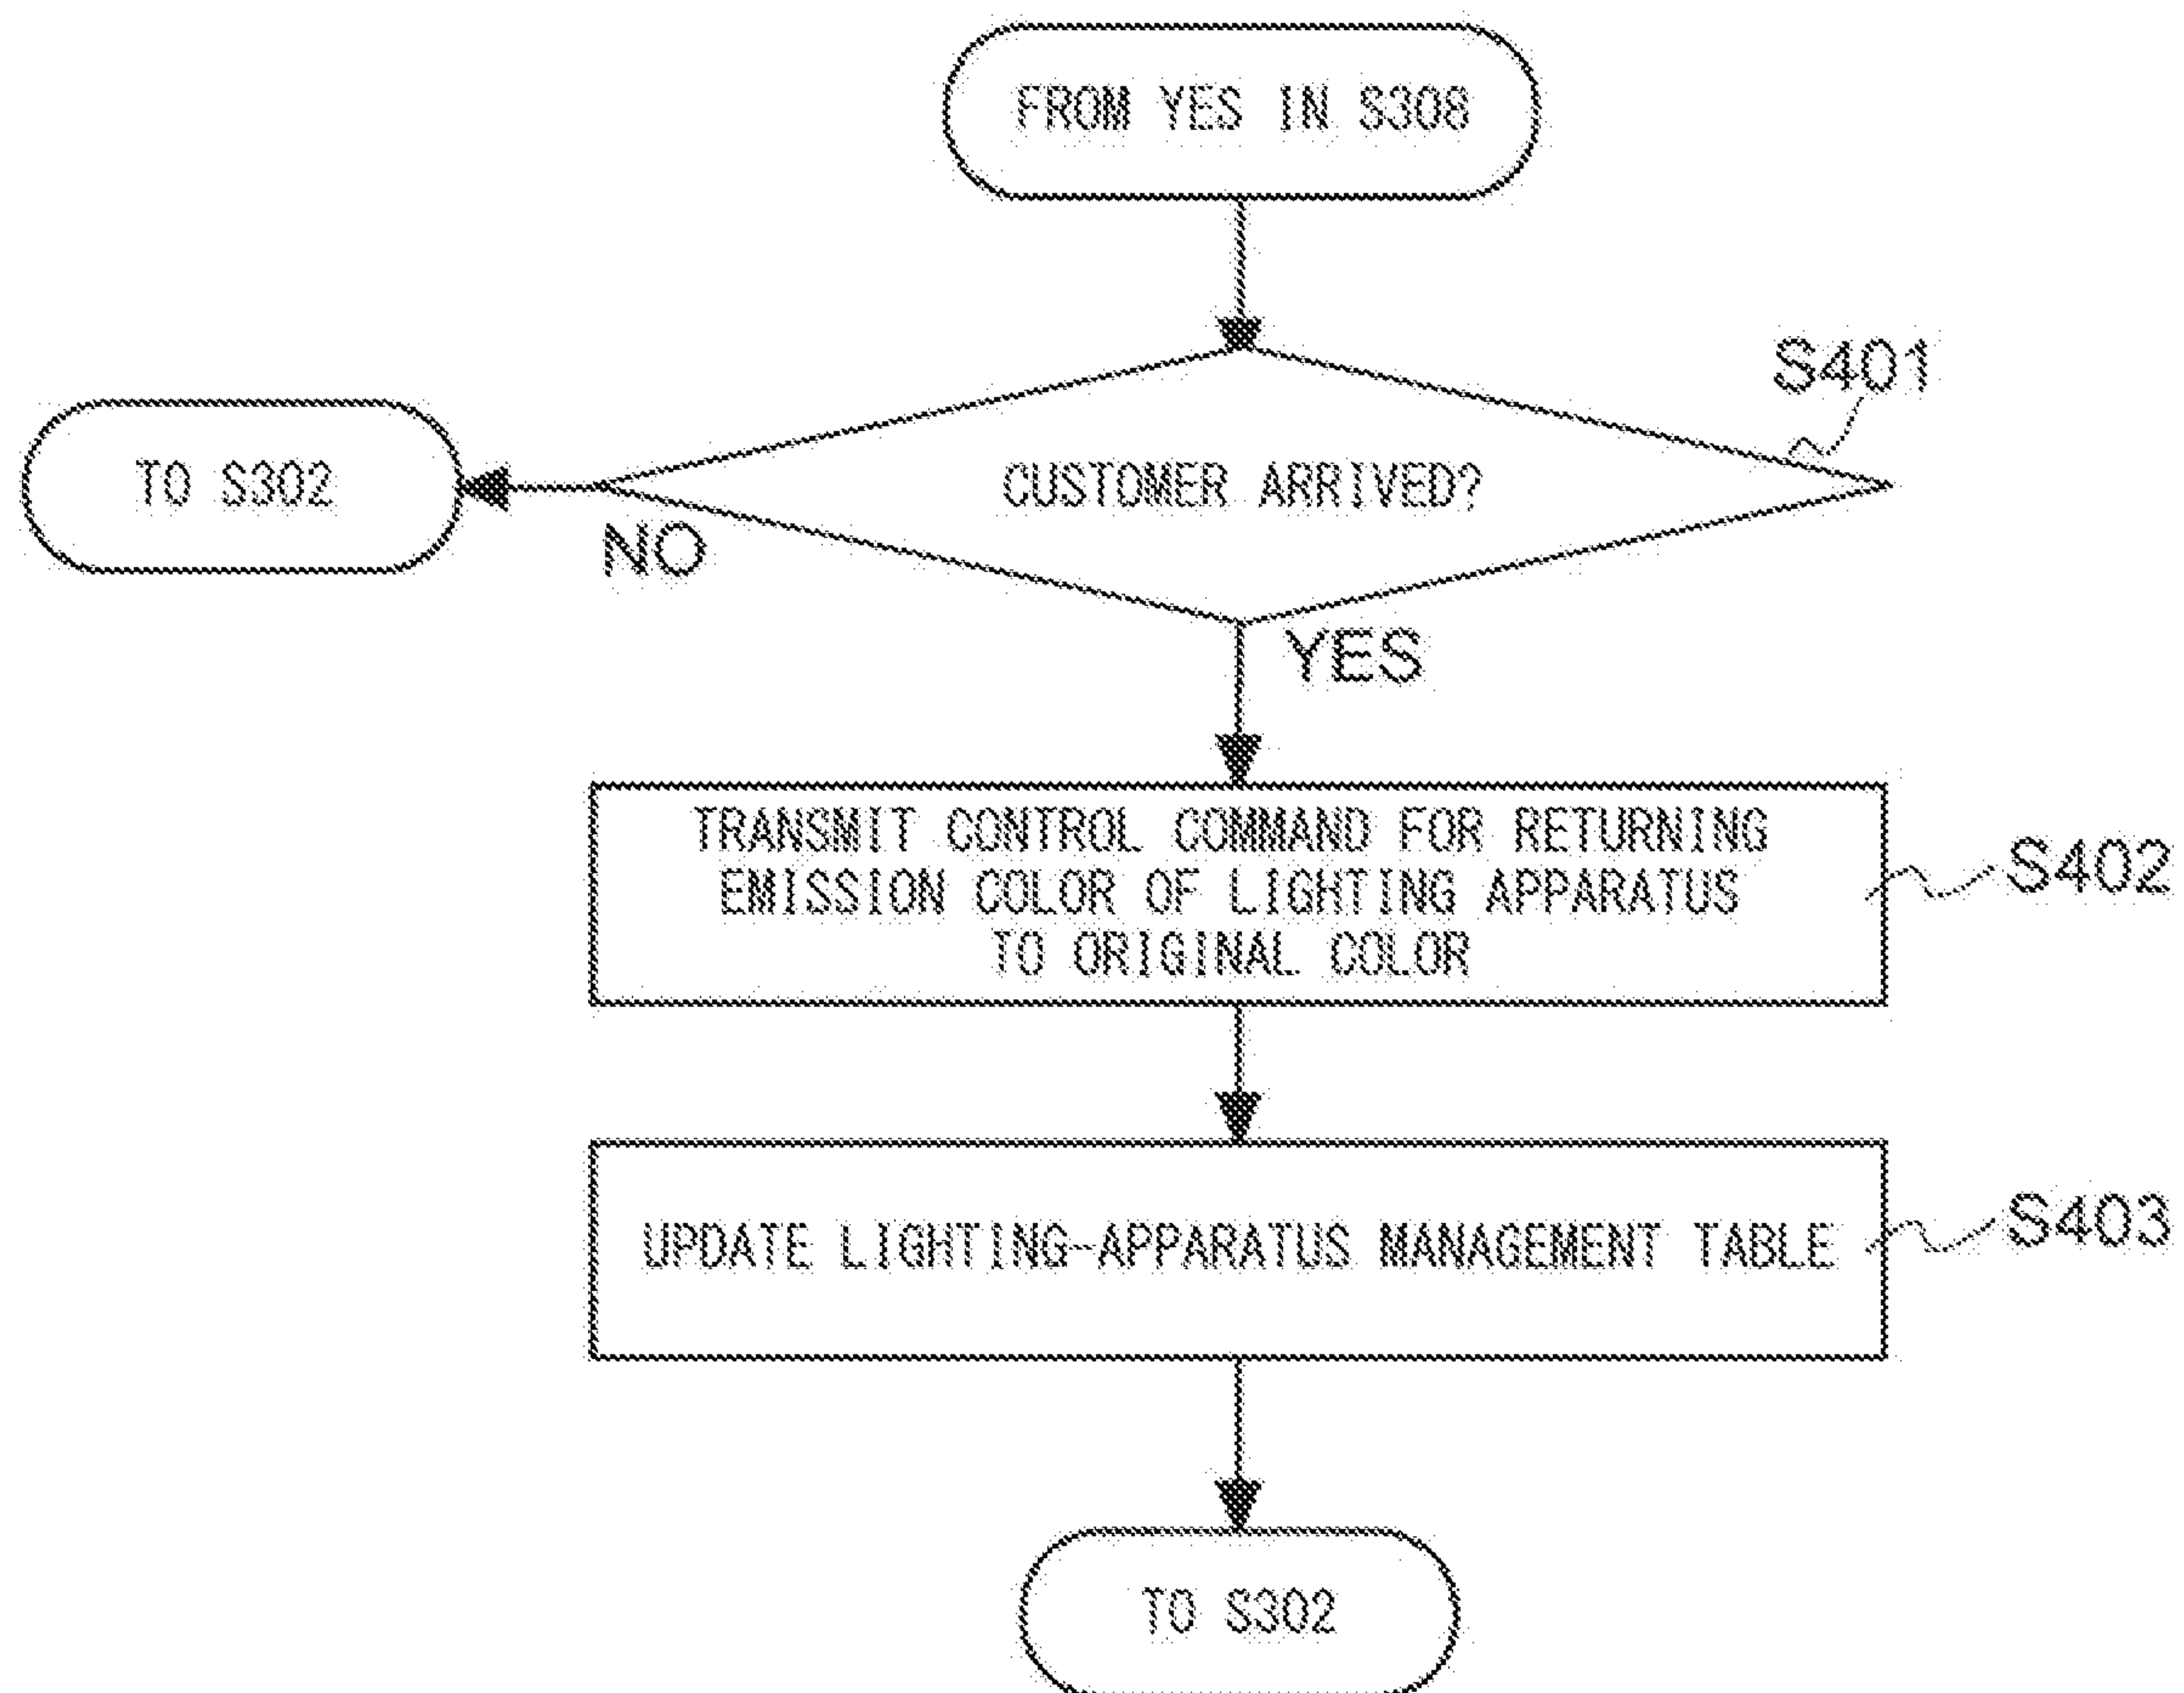 FROM YES IN S308
S401
TO S302
CUSTOMER ARRIVED?
NO
YES
TRANSMIT CONTROL COMMAND FOR RETURNING
EMISSION COLOR OF LIGHTING APPARATUS
TO ORIGINAL COLOR
S402
UPDATE LIGHTING-APPARATUS MANAGEMENT TABLE
S403
TO S302